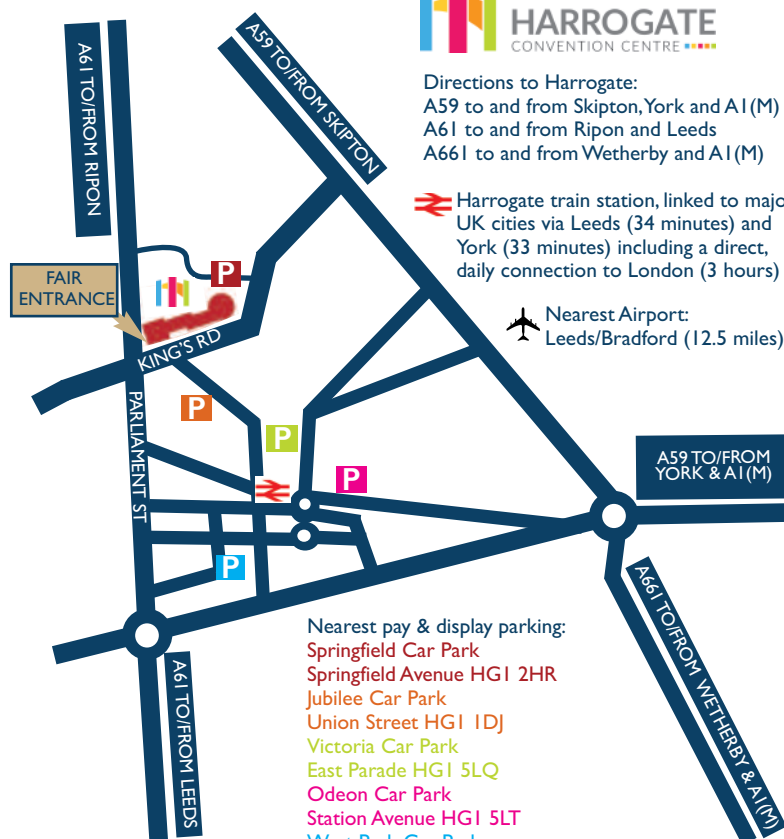 HARROGATE
CONVENTION CENTRE
Directions to Harrogate:
A59 to and from Skipton, York and A1(M)
A61 to and from Ripon and Leeds
A661 to and from Wetherby and A1(M)
Harrogate train station, linked to majo
UK cities via Leeds (34 minutes) and
York (33 minutes) including a direct,
daily connection to London (3 hours)
Nearest Airport:
Leeds/Bradford (12.5 miles)
A61 TO/FROM RIPON
A59 TO/FROM SKIPTON
P
FAIR
ENTRANCE
KING'S RD
PARLIAMENT ST
P
P
P
P
A59 TO/FROM
YORK & A1(M)
A661 TO/FROM WETHERBY & A1(M)
A61 TO/FROM LEEDS
Nearest pay & display parking:
Springfield Car Park
Springfield Avenue HG1 2HR
Jubilee Car Park
Union Street HG1 1DJ
Victoria Car Park
East Parade HG1 5LQ
Odeon Car Park
Station Avenue HG1 5LT
West Park Car Park